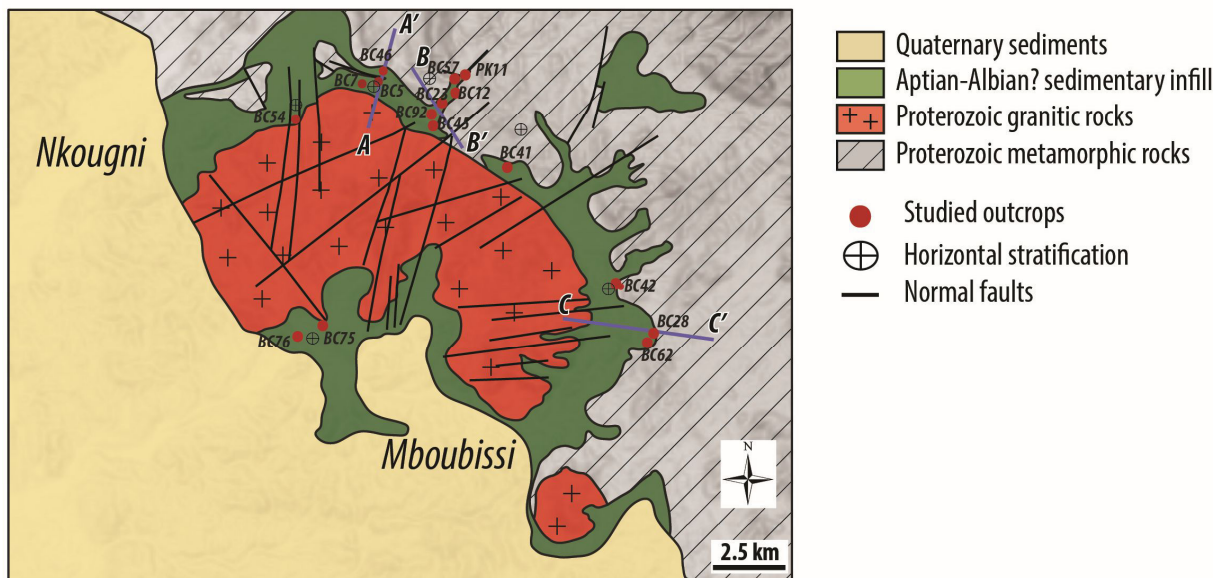 A'
BC46
B
BC57
PK11
BC7
BC5
BC23
BC12
BC54
BC92
BC45
A
B'
BC41
Nkougni
BC42
C
C'
BC28
BC76
BC75
BC62
Mboubissi
N
2.5 km
Quaternary sediments
Aptian-Albian? sedimentary infill
Proterozoic granitic rocks
Proterozoic metamorphic rocks
Studied outcrops
Horizontal stratification
Normal faults